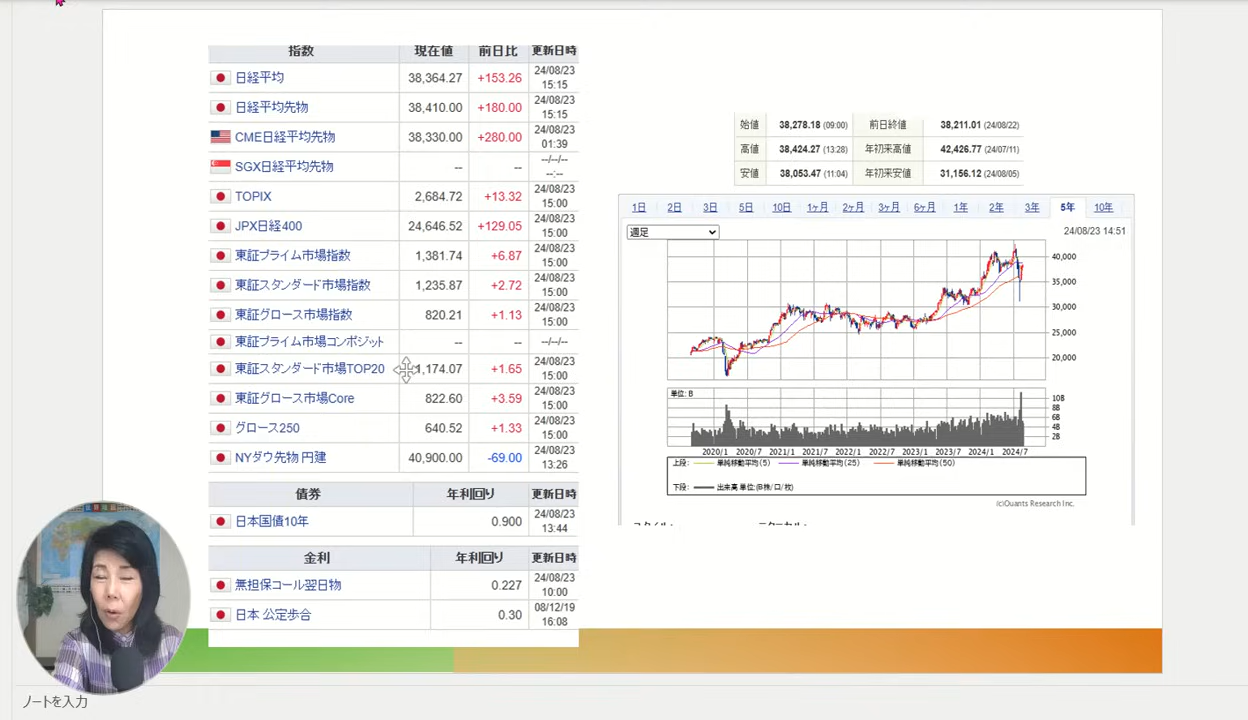 指数 現在値 前日比 更新日時
日経平均 38,364.27 +153.26 24/08/23 15:15
日経平均先物 38,410.00 +180.00 24/08/23 15:15
CME日経平均先物 38,330.00 +280.00 24/08/23 01:39
SGX日経平均先物 -- -- --/--/-- --:--
TOPIX 2,684.72 +13.32 24/08/23 15:00
JPX日経400 24,646.52 +129.05 24/08/23 15:00
東証プライム市場指数 1,381.74 +6.87 24/08/23 15:00
東証スタンダード市場指数 1,235.87 +2.72 24/08/23 15:00
東証グロース市場指数 820.21 +1.13 24/08/23 15:00
東証プライム市場コンポジット -- -- --/--/--
東証スタンダード市場TOP20 1,174.07 +1.65 24/08/23 15:00
東証グロース市場Core 822.60 +3.59 24/08/23 15:00
グロース250 640.52 +1.33 24/08/23 15:00
NYダウ先物 円建 40,900.00 -69.00 24/08/23 13:26
債券 年利回り 更新日時
日本国債10年 0.900 24/08/23 13:44
金利 年利回り 更新日時
無担保コール翌日物 0.227 24/08/23 10:00
日本 公定歩合 0.30 08/12/19 16:08
始値 38,278.18 (09:00) 前日終値 38,211.01 (24/08/22)
高値 38,424.27 (13:28) 年初来高値 42,426.77 (24/07/11)
安値 38,053.47 (11:04) 年初来安値 31,156.12 (24/08/05)
1日 2日 3日 5日 10日 1ヶ月 2ヶ月 3ヶ月 6ヶ月 1年 2年 3年 5年 10年
週足 24/08/23 14:51
40,000
35,000
30,000
25,000
20,000
単位: B
10B
8B
6B
4B
2B
2020/1 2020/7 2021/1 2021/7 2022/1 2022/7 2023/1 2023/7 2024/1 2024/7
上段: 単純移動平均(5) 単純移動平均(25) 単純移動平均(50)
下段: 出来高 単位:(B株/口/枚)
(c)Quants Research Inc.
ノートを入力